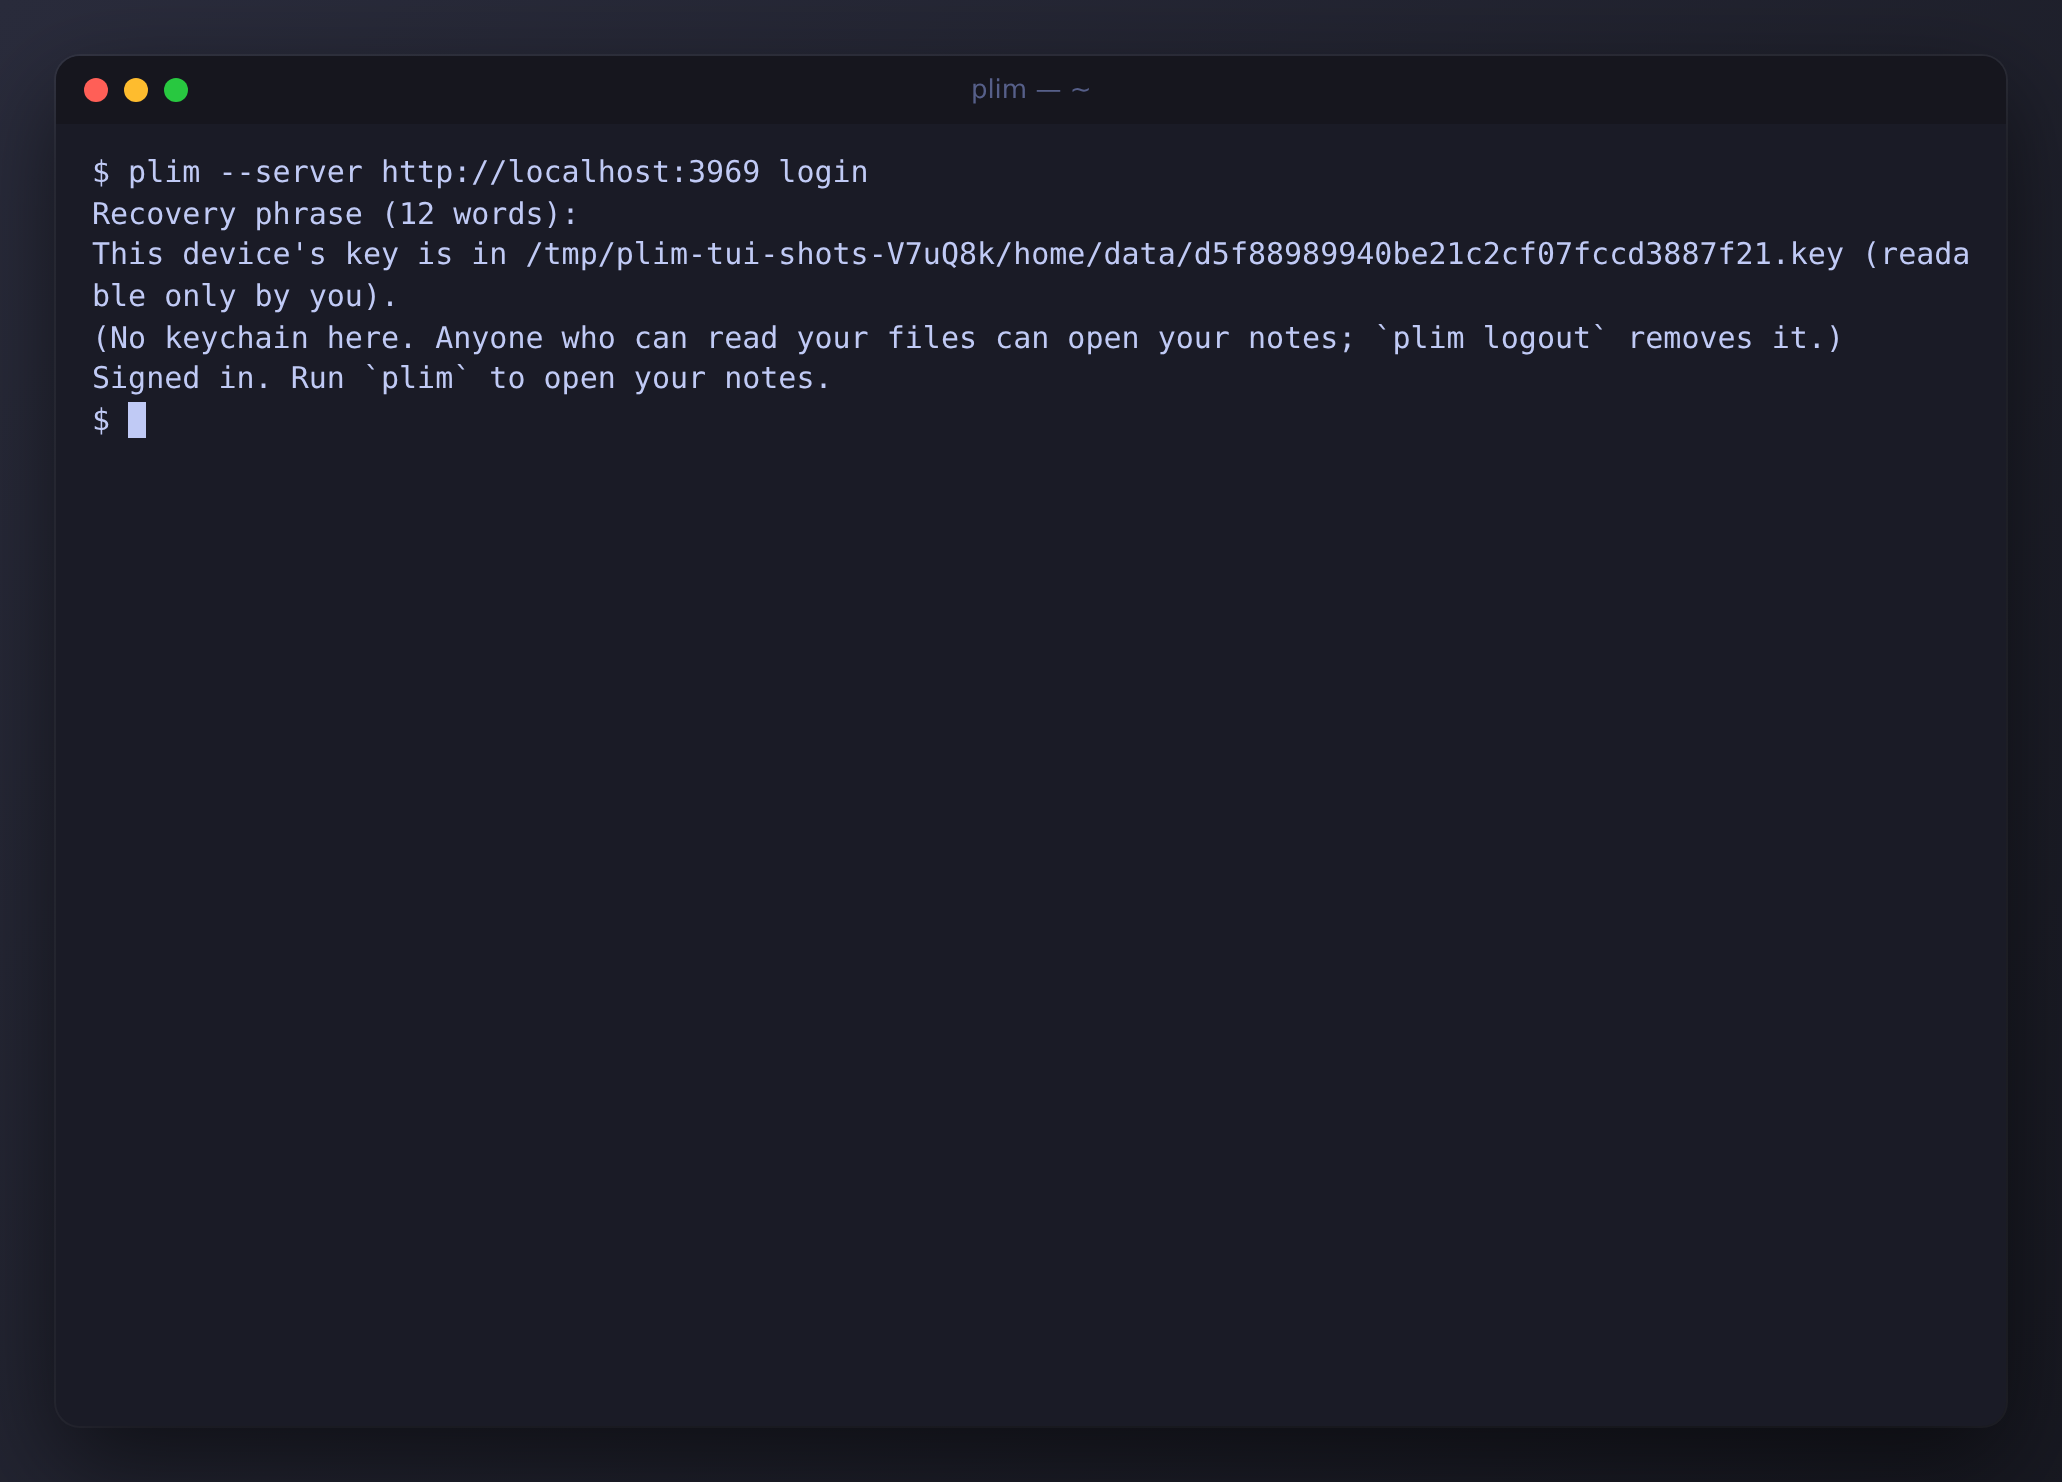 plim — ~
$ plim --server http://localhost:3969 login
Recovery phrase (12 words):
This device's key is in /tmp/plim-tui-shots-V7uQ8k/home/data/d5f88989940be21c2cf07fccd3887f21.key (reada
ble only by you).
(No keychain here. Anyone who can read your files can open your notes; `plim logout` removes it.)
Signed in. Run `plim` to open your notes.
$